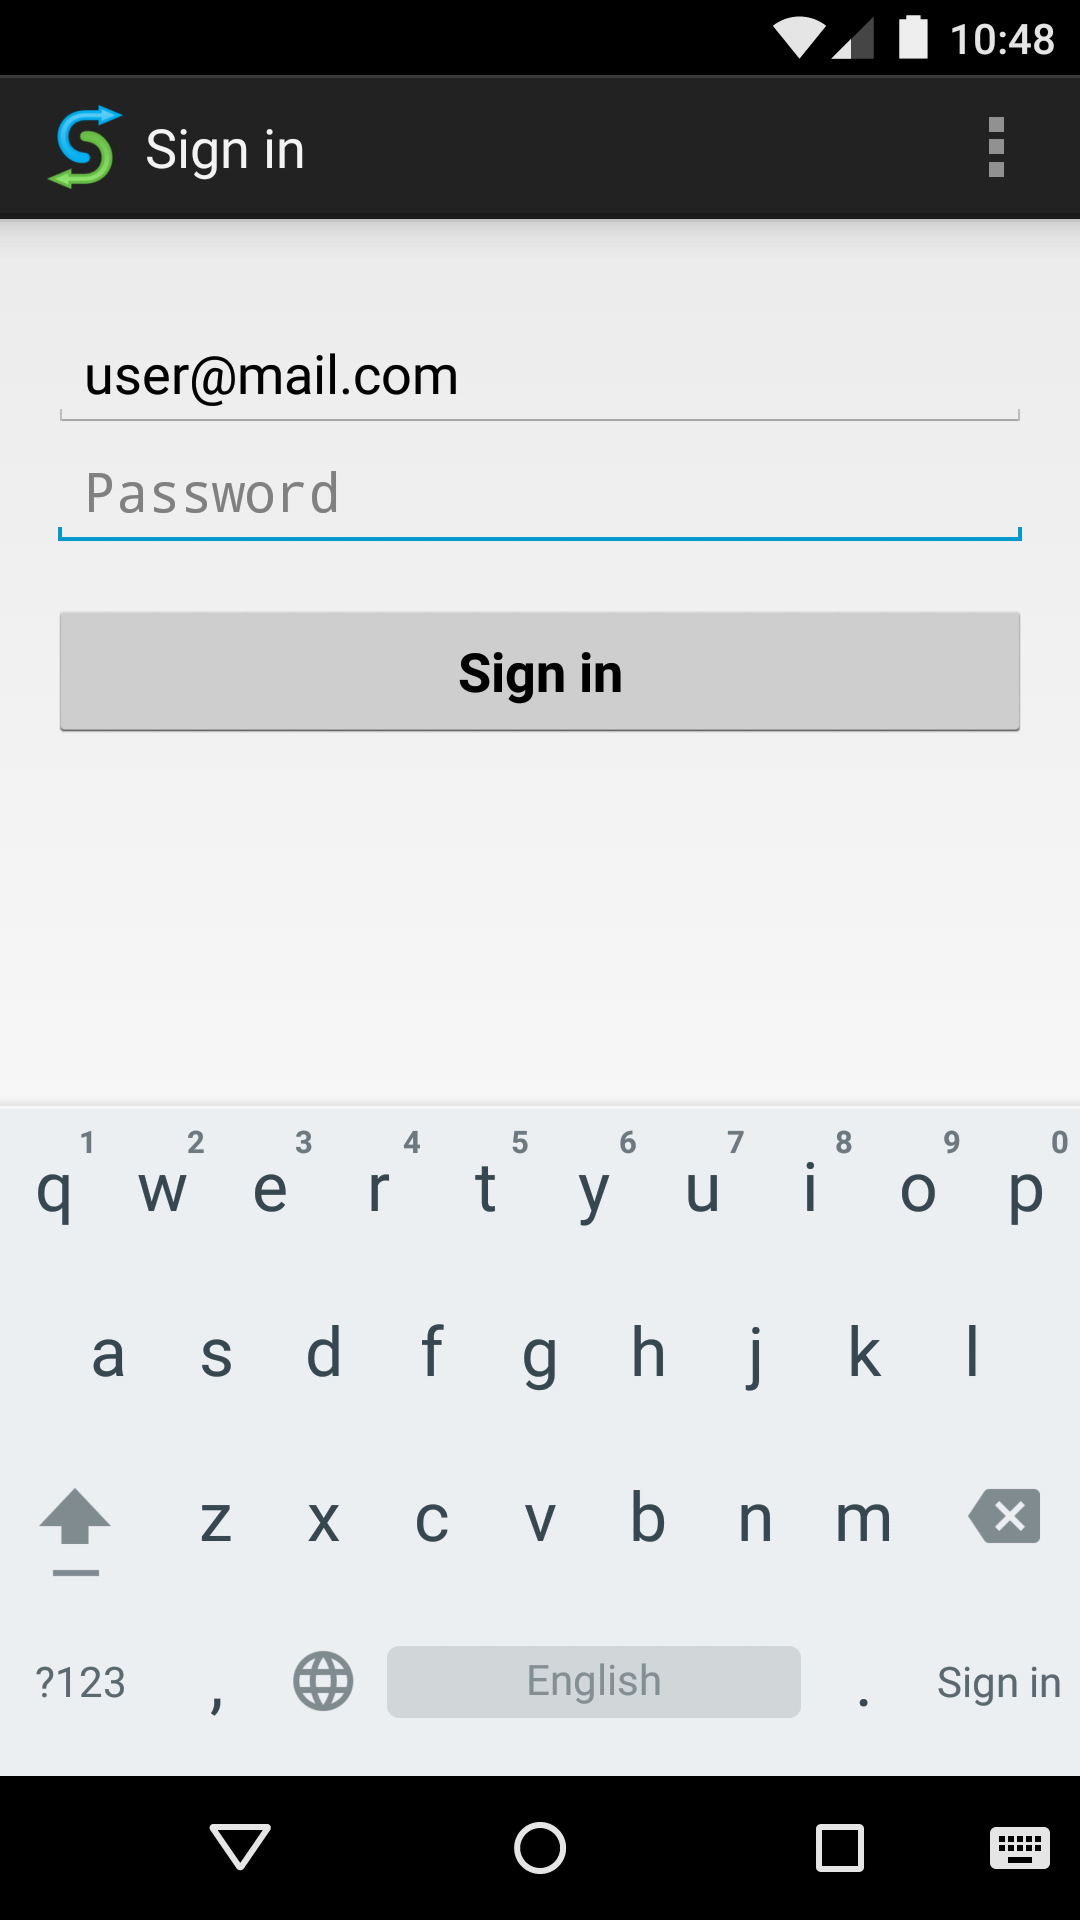 10:48
Sign in
user@mail.com
Password
Sign in
1 2 3 4 5 6 7 8 9 0
q w e r t y u i o p
a s d f g h j k l
z x c v b n m
?123 , English . Sign in